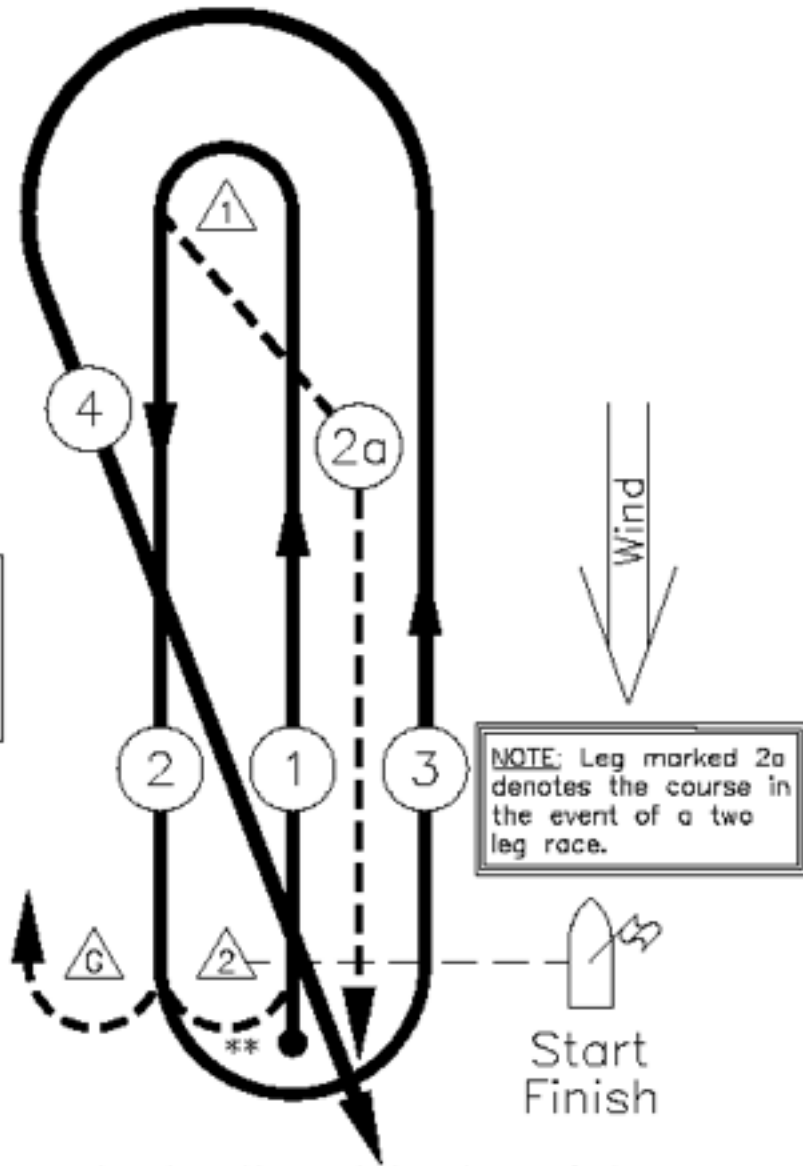 1
4
2a
Wind
2
1
3
NOTE: Leg marked 2a
denotes the course in
the event of a two
leg race.
G
2
**
Start
Finish